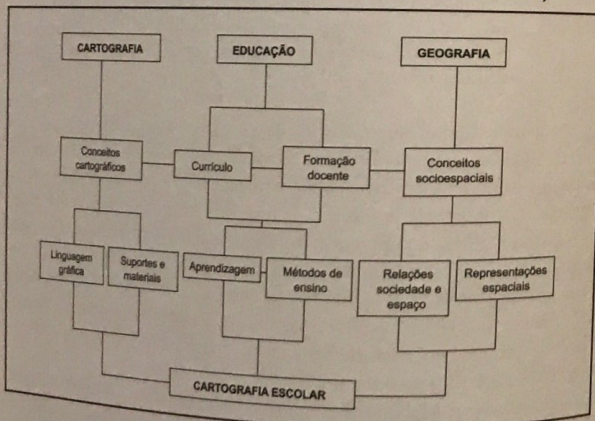 CARTOGRAFIA
EDUCAÇÃO
GEOGRAFIA
Conceitos
cartográficos
Currículo
Formação
docente
Conceitos
socioespaciais
Linguagem
gráfica
Suportes e
materiais
Aprendizagem
Métodos de
ensino
Relações
sociedade e
espaço
Representações
espaciais
CARTOGRAFIA ESCOLAR